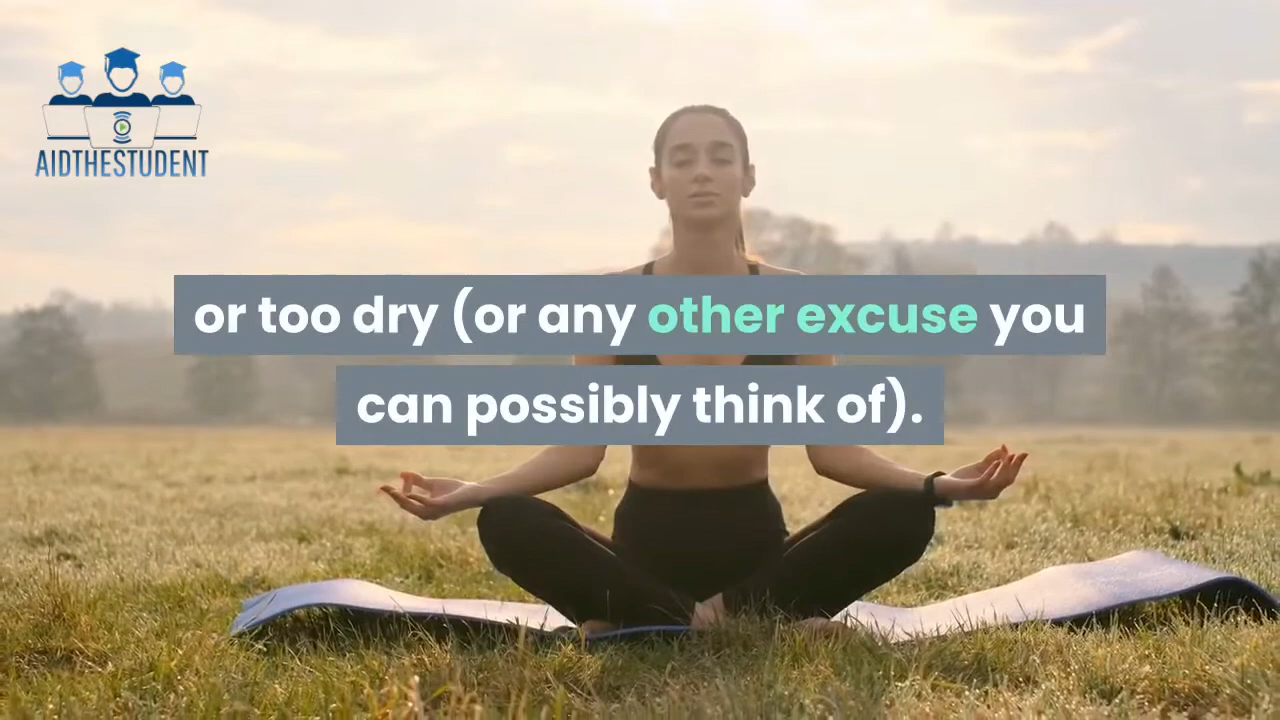 AIDTHESTUDENT
or too dry (or any other excuse you
can possibly think of).